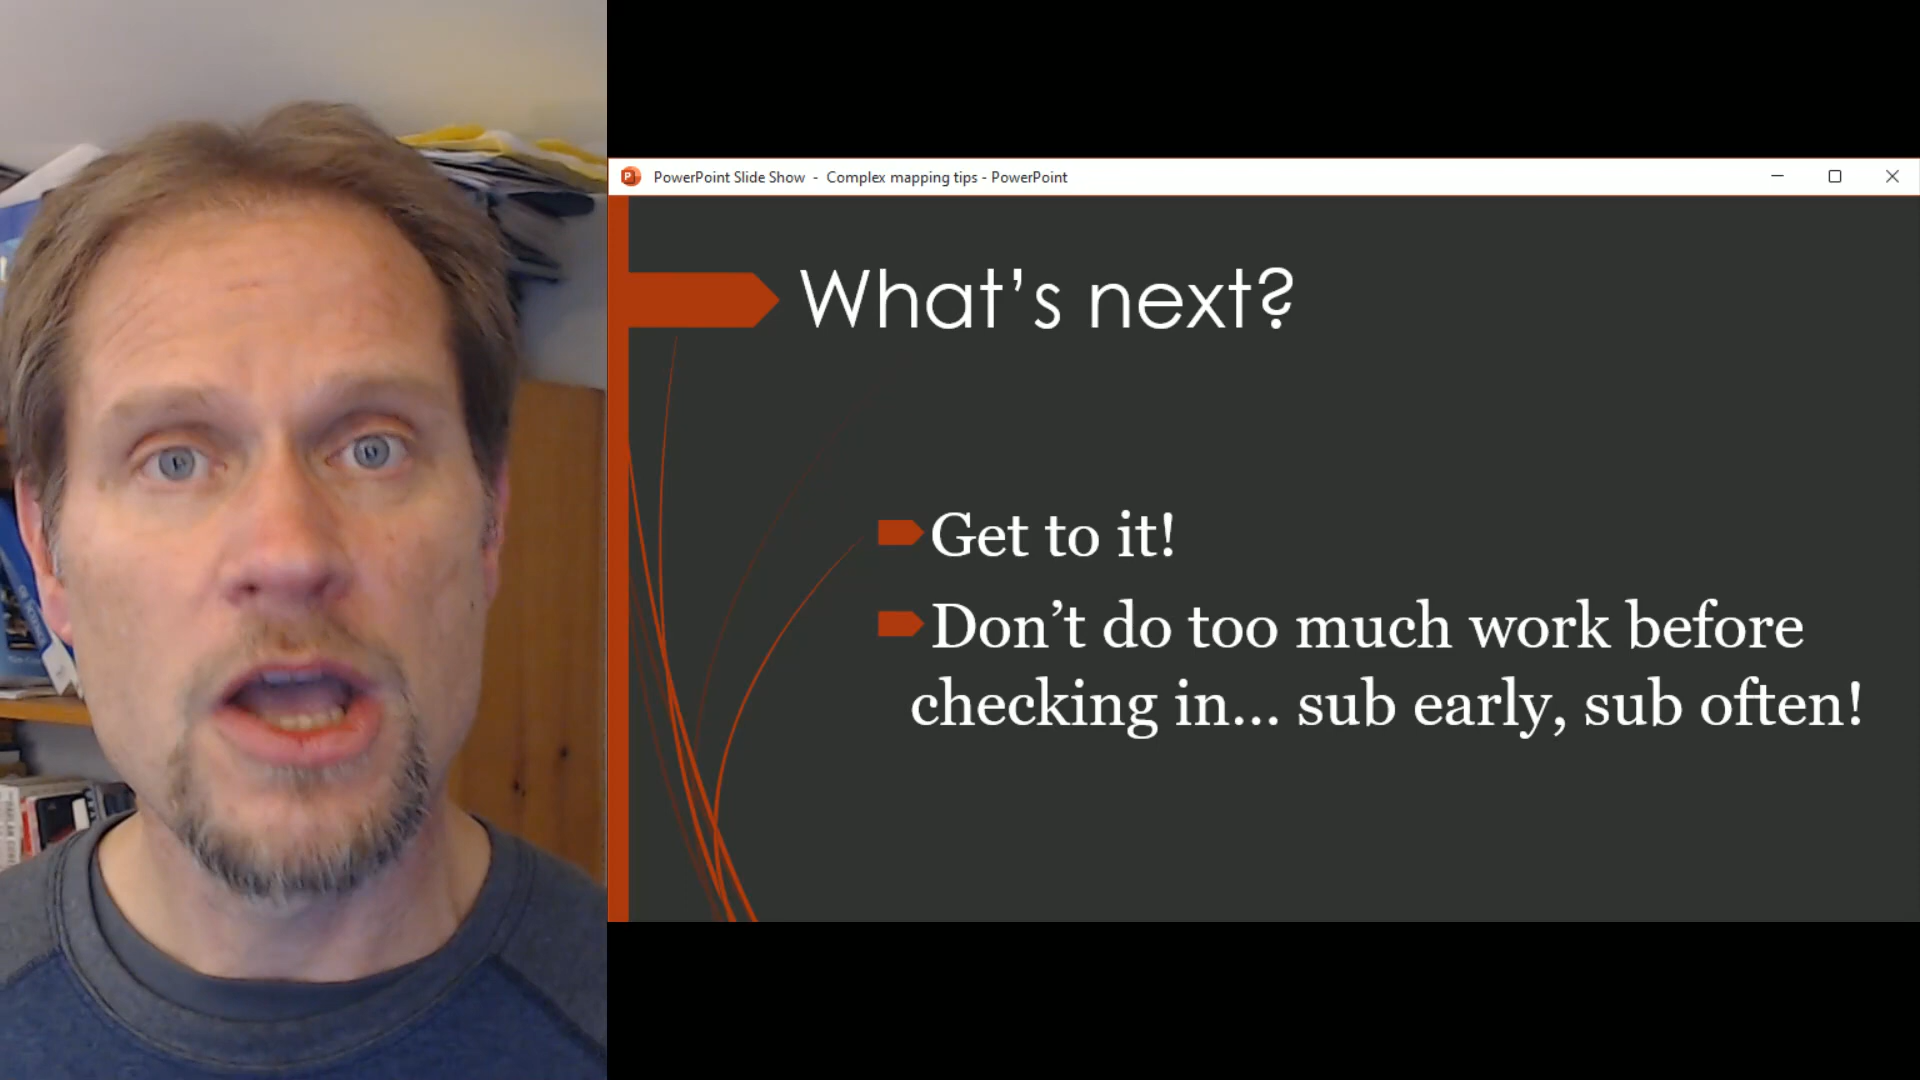 PowerPoint Slide Show - Complex mapping tips - PowerPoint
What's next?
Get to it!
Don't do too much work before
checking in... sub early, sub often!